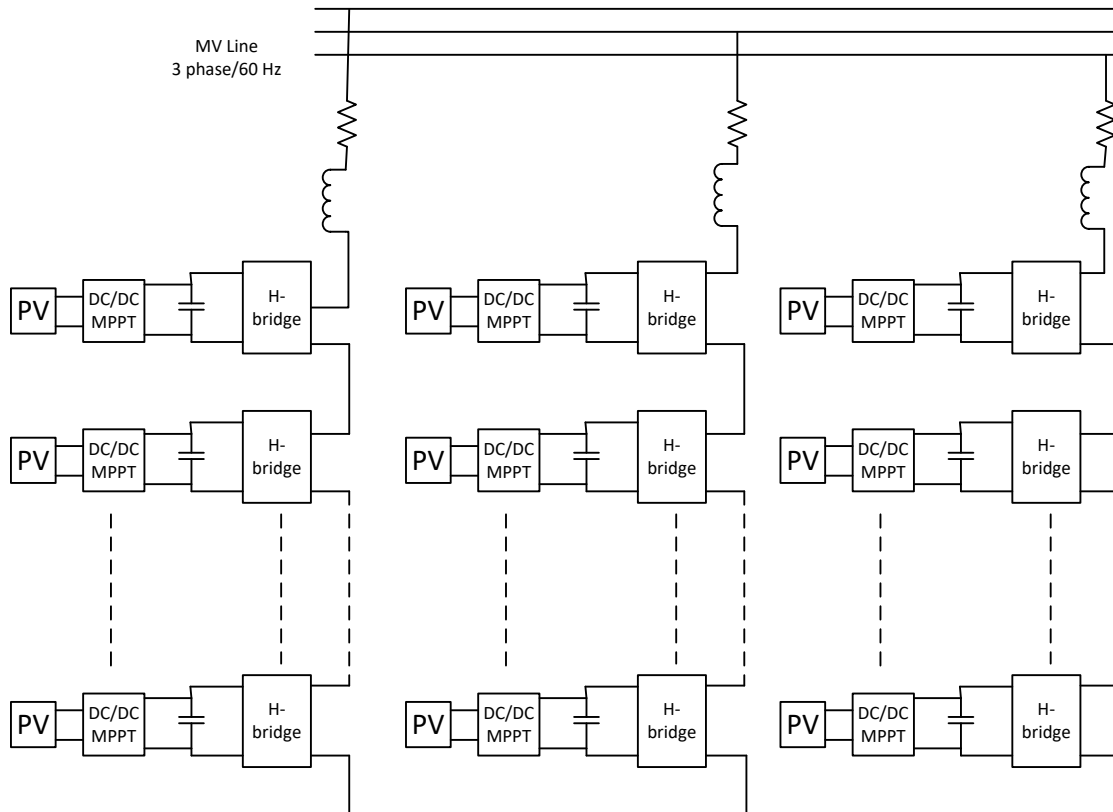 MV Line
3 phase/60 Hz
PV
DC/DC
MPPT
H-
bridge
PV
DC/DC
MPPT
H-
bridge
PV
DC/DC
MPPT
H-
bridge
PV
DC/DC
MPPT
H-
bridge
PV
DC/DC
MPPT
H-
bridge
PV
DC/DC
MPPT
H-
bridge
PV
DC/DC
MPPT
H-
bridge
PV
DC/DC
MPPT
H-
bridge
PV
DC/DC
MPPT
H-
bridge